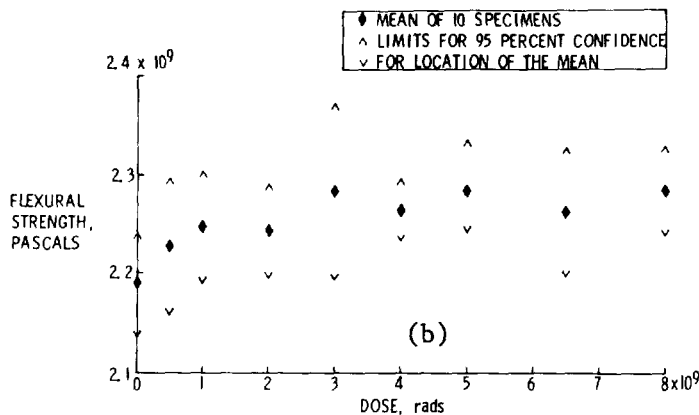 ♦ MEAN OF 10 SPECIMENS
^ LIMITS FOR 95 PERCENT CONFIDENCE
v FOR LOCATION OF THE MEAN
2.4 x 10⁹
2.3
2.2
2.1
FLEXURAL
STRENGTH,
PASCALS
(b)
0 1 2 3 4 5 6 7 8x10⁹
DOSE, rads